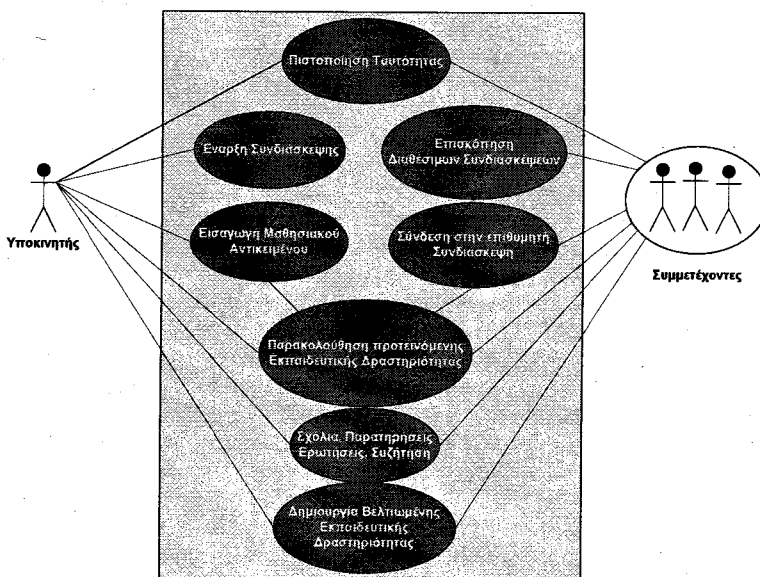 Πιστοποίηση Ταυτότητας
Έναρξη Συνδιάσκεψης
Επισκόπηση
Διαθέσιμων Συνδιασκέψεων
Υποκινητής
Εισαγωγή Μαθησιακού
Αντικειμένου
Σύνδεση στην επιθυμητή
Συνδιάσκεψη
Συμμετέχοντες
Παρακολούθηση προτεινόμενης
Εκπαιδευτικής Δραστηριότητας
Σχόλια, Παρατηρήσεις
Ερωτήσεις, Συζήτηση
Δημιουργία Βελτιωμένης
Εκπαιδευτικής
Δραστηριότητας